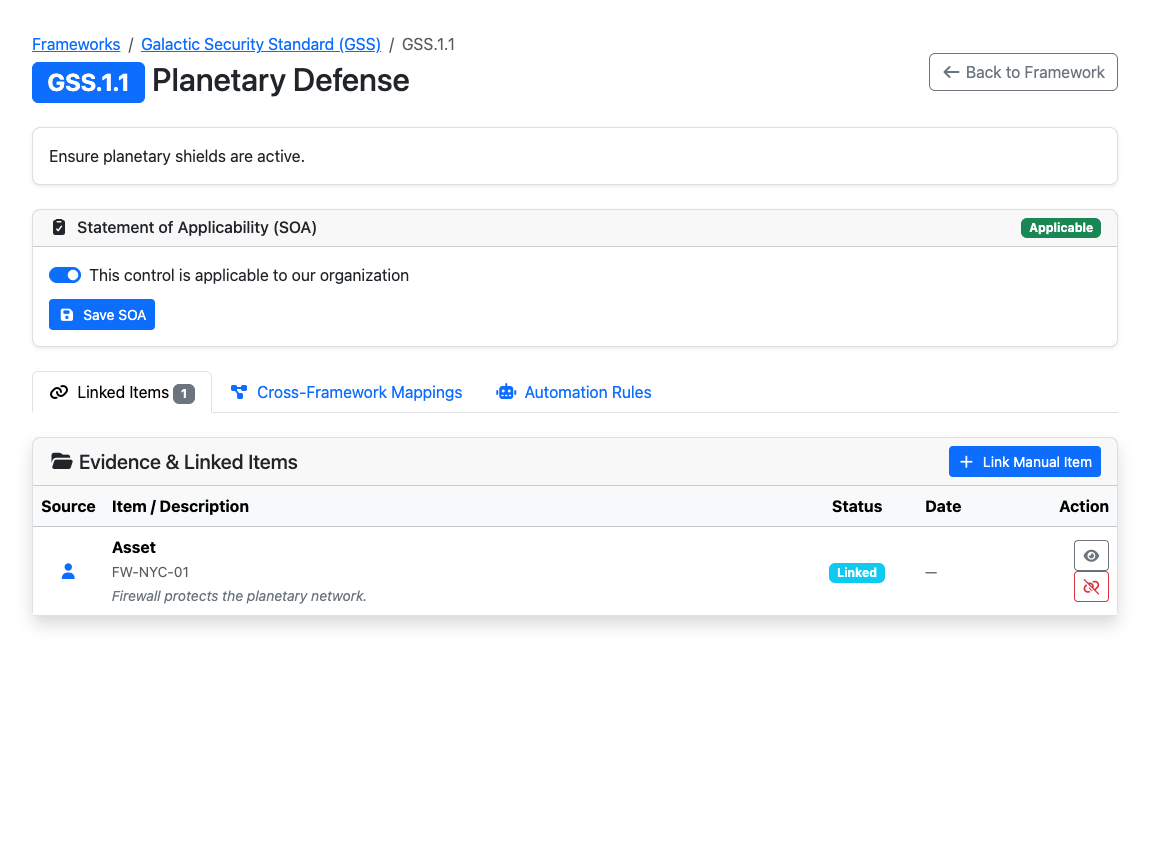 Frameworks / Galactic Security Standard (GSS) / GSS.1.1
GSS.1.1 Planetary Defense
Back to Framework
Ensure planetary shields are active.
Statement of Applicability (SOA)
Applicable
This control is applicable to our organization
Save SOA
Linked Items 1
Cross-Framework Mappings
Automation Rules
Evidence & Linked Items
Link Manual Item
Source Item / Description Status Date Action
Asset
FW-NYC-01
Linked —
Firewall protects the planetary network.